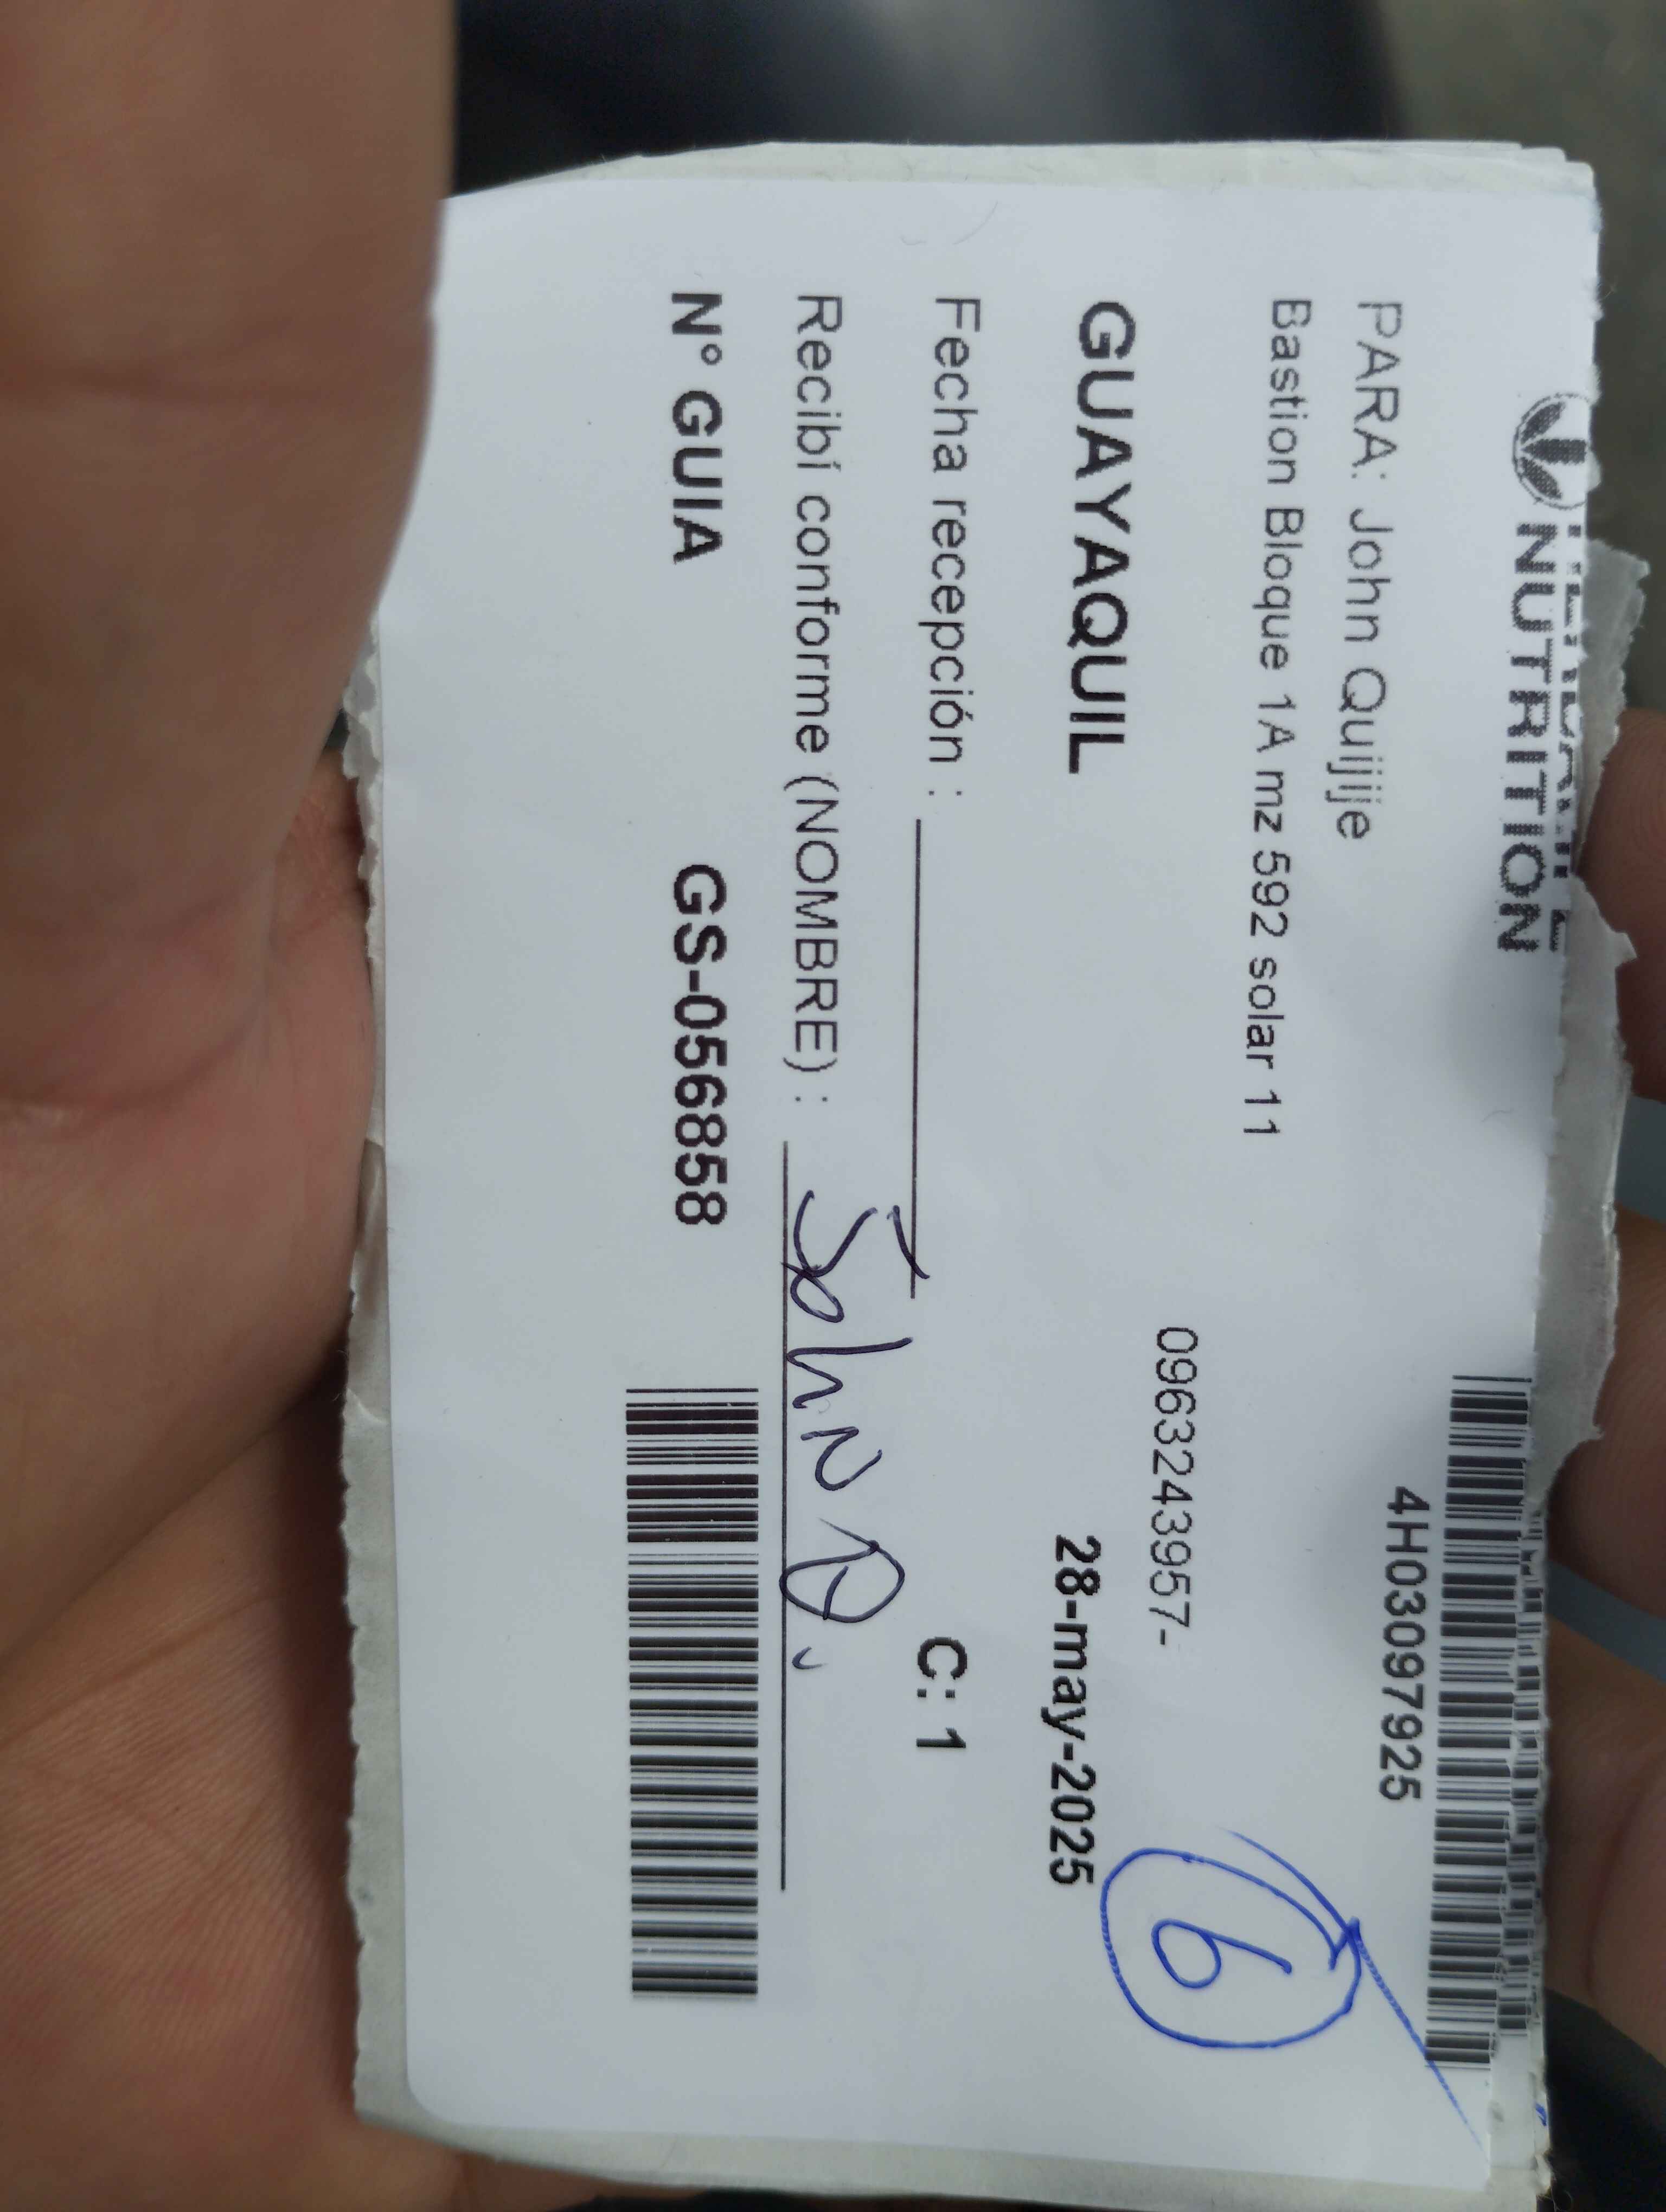 NUTRITION
4H03097925
PARA: John Quijije
Bastion Bloque 1A mz 592 solar 11
0963243957-
6
GUAYAQUIL 28-may-2025
Fecha recepción : C: 1
Recibí conforme (NOMBRE) : John Q.
N° GUIA GS-056858